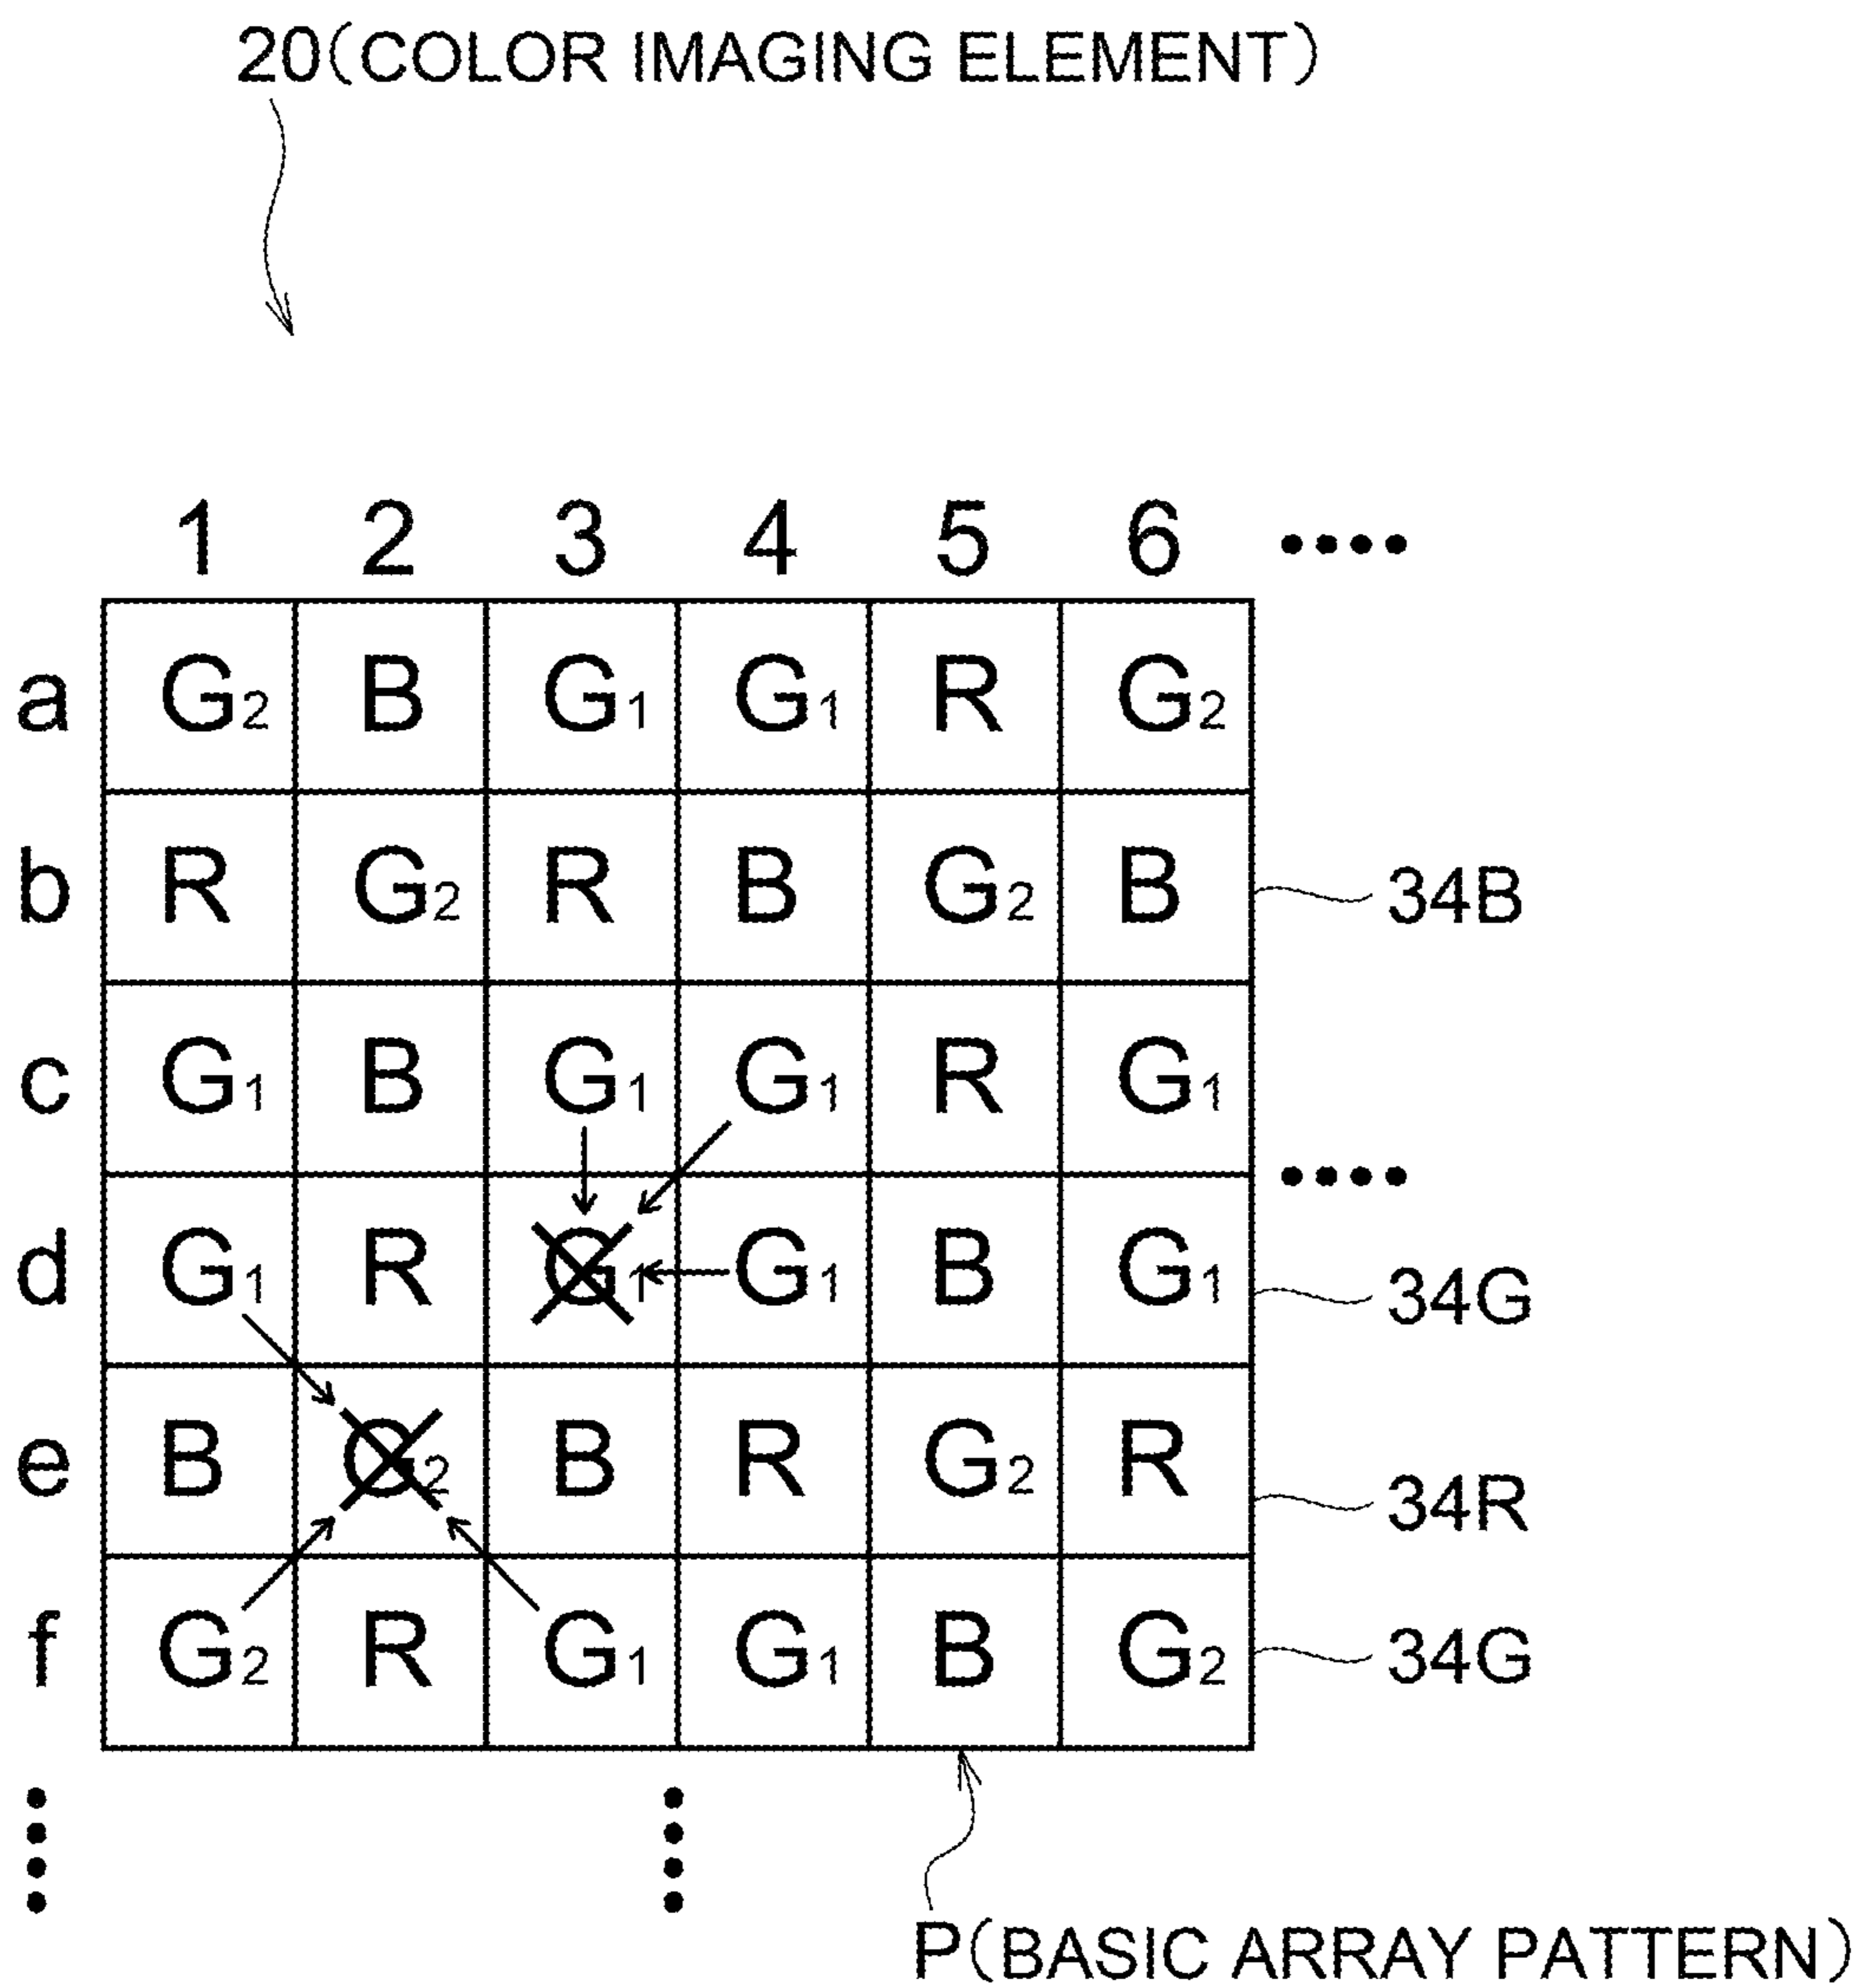 20(COLOR IMAGING ELEMENT)
1 2 3 4 5 6 ••••
a G2 B G1 G1 R G2
b R G2 R B G2 B 34B
c G1 B G1 G1 R G1
••••
d G1 R G1 G1 B G1 34G
e B G2 B R G2 R 34R
f G2 R G1 G1 B G2 34G
P(BASIC ARRAY PATTERN)